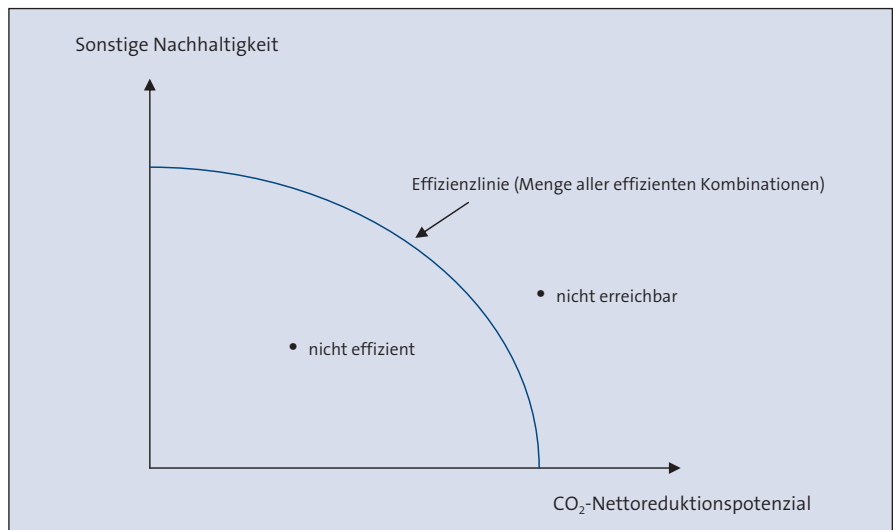 Sonstige Nachhaltigkeit
Effizienzlinie (Menge aller effizienten Kombinationen)
• nicht erreichbar
• nicht effizient
CO₂-Nettoreduktionspotenzial